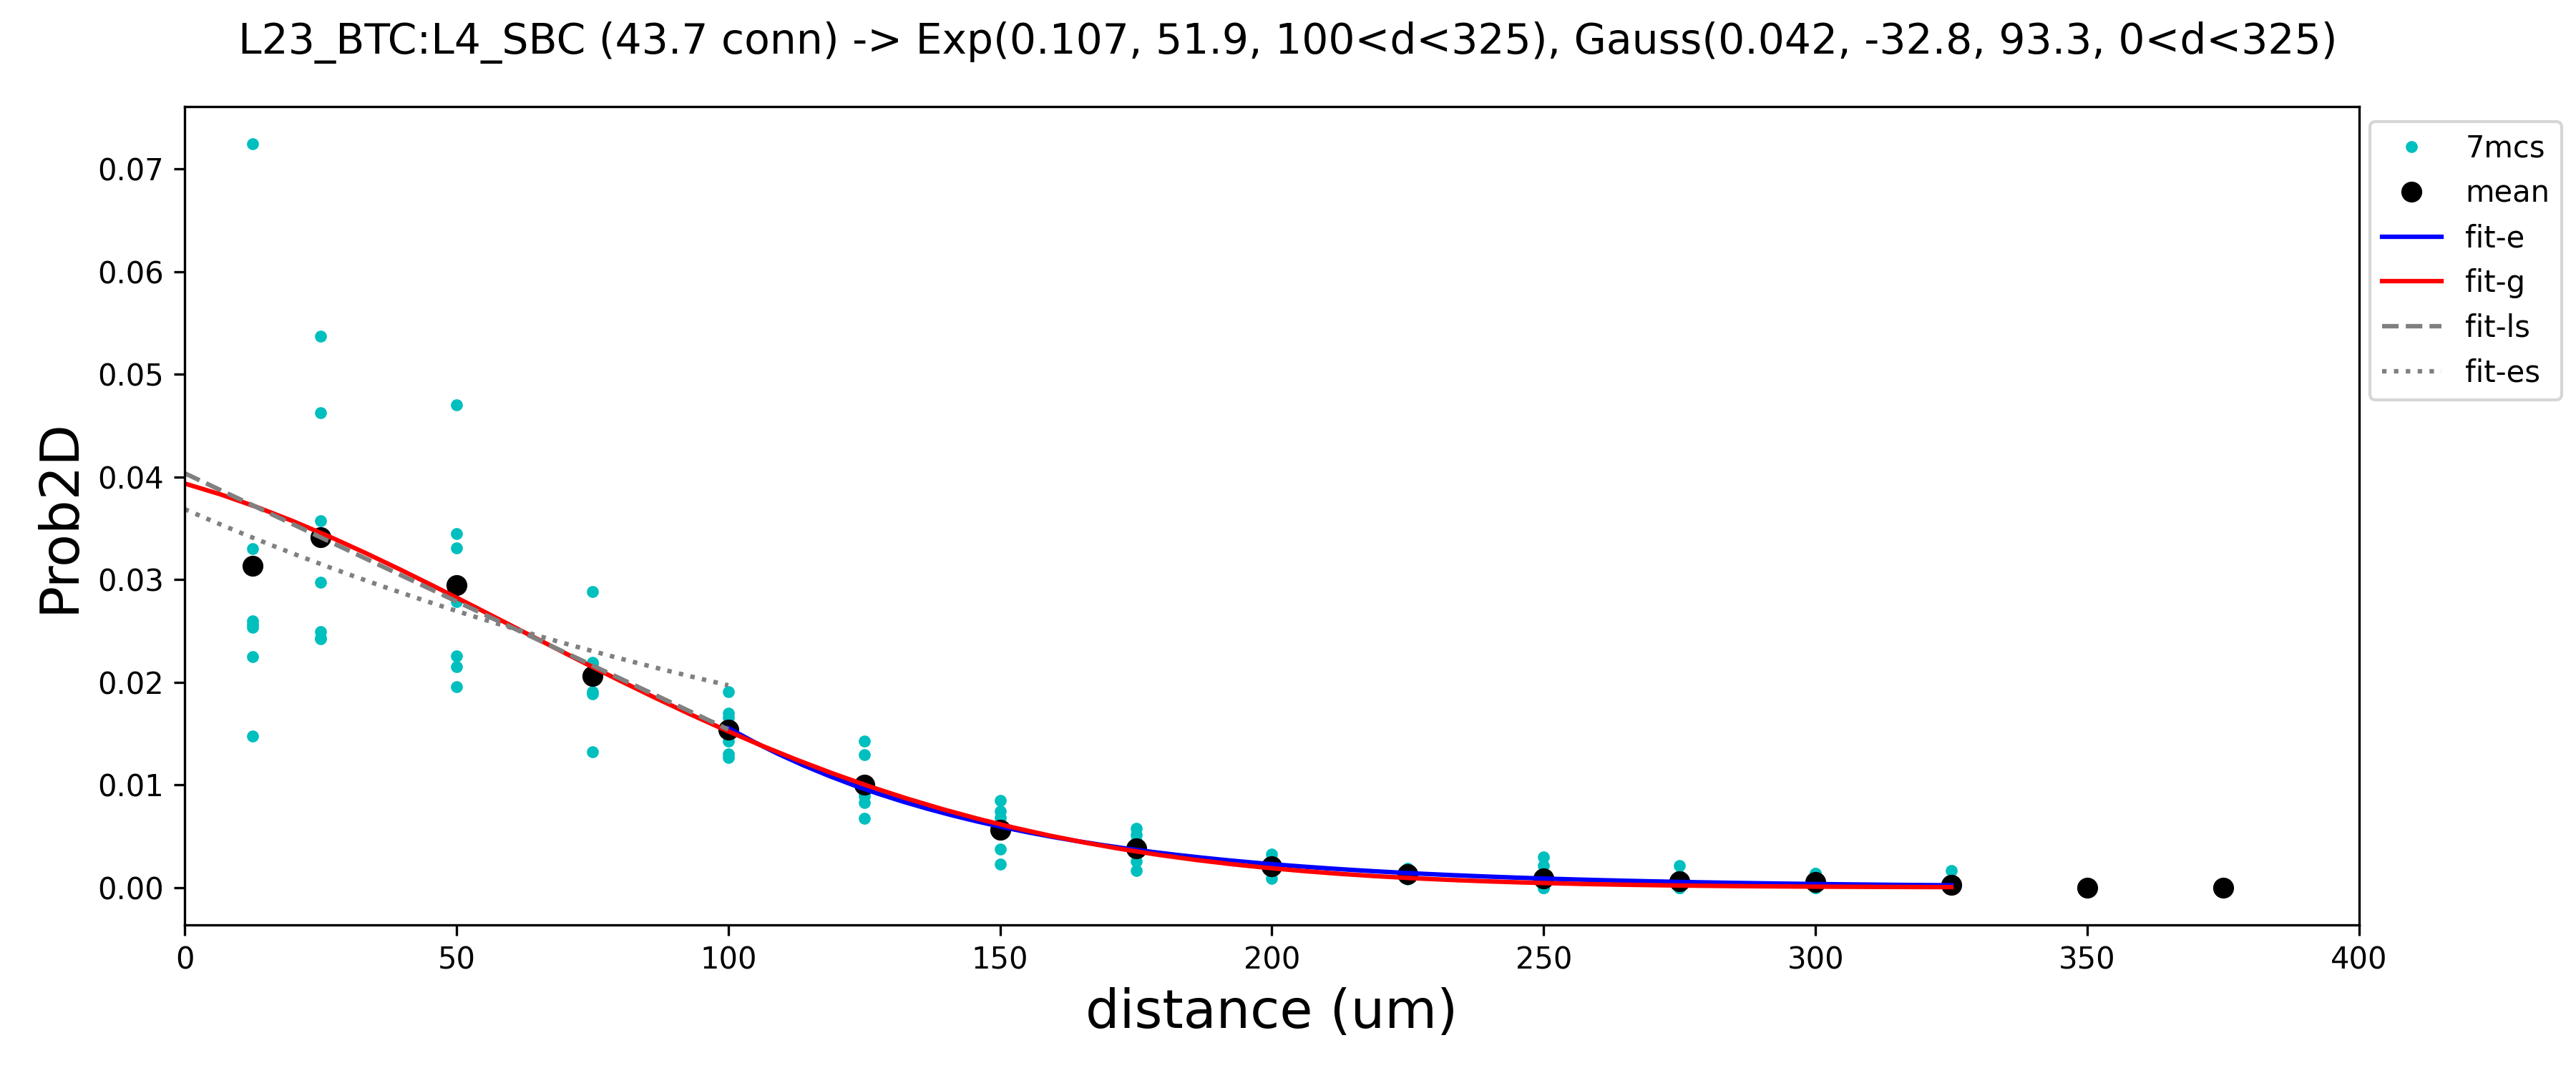 L23_BTC:L4_SBC (43.7 conn) -> Exp(0.107, 51.9, 100<d<325), Gauss(0.042, -32.8, 93.3, 0<d<325)
7mcs
mean
fit-e
fit-g
fit-ls
fit-es
Prob2D
0.07
0.06
0.05
0.04
0.03
0.02
0.01
0.00
0 50 100 150 200 250 300 350 400
distance (um)